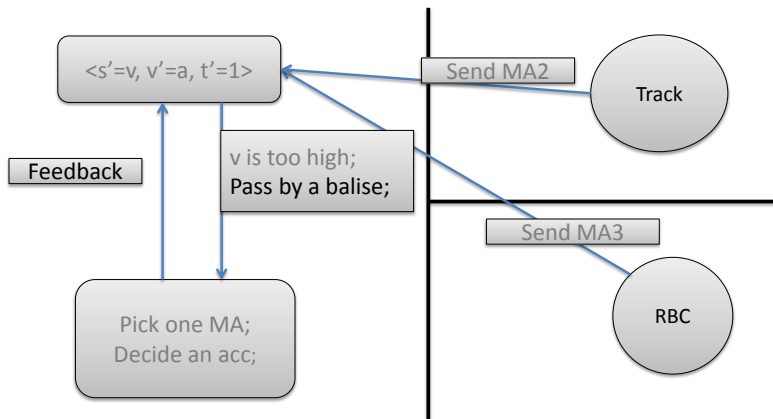 <s’=v, v’=a, t’=1>
Send MA2
Track
Feedback
v is too high;
Pass by a balise;
Send MA3
Pick one MA;
Decide an acc;
RBC